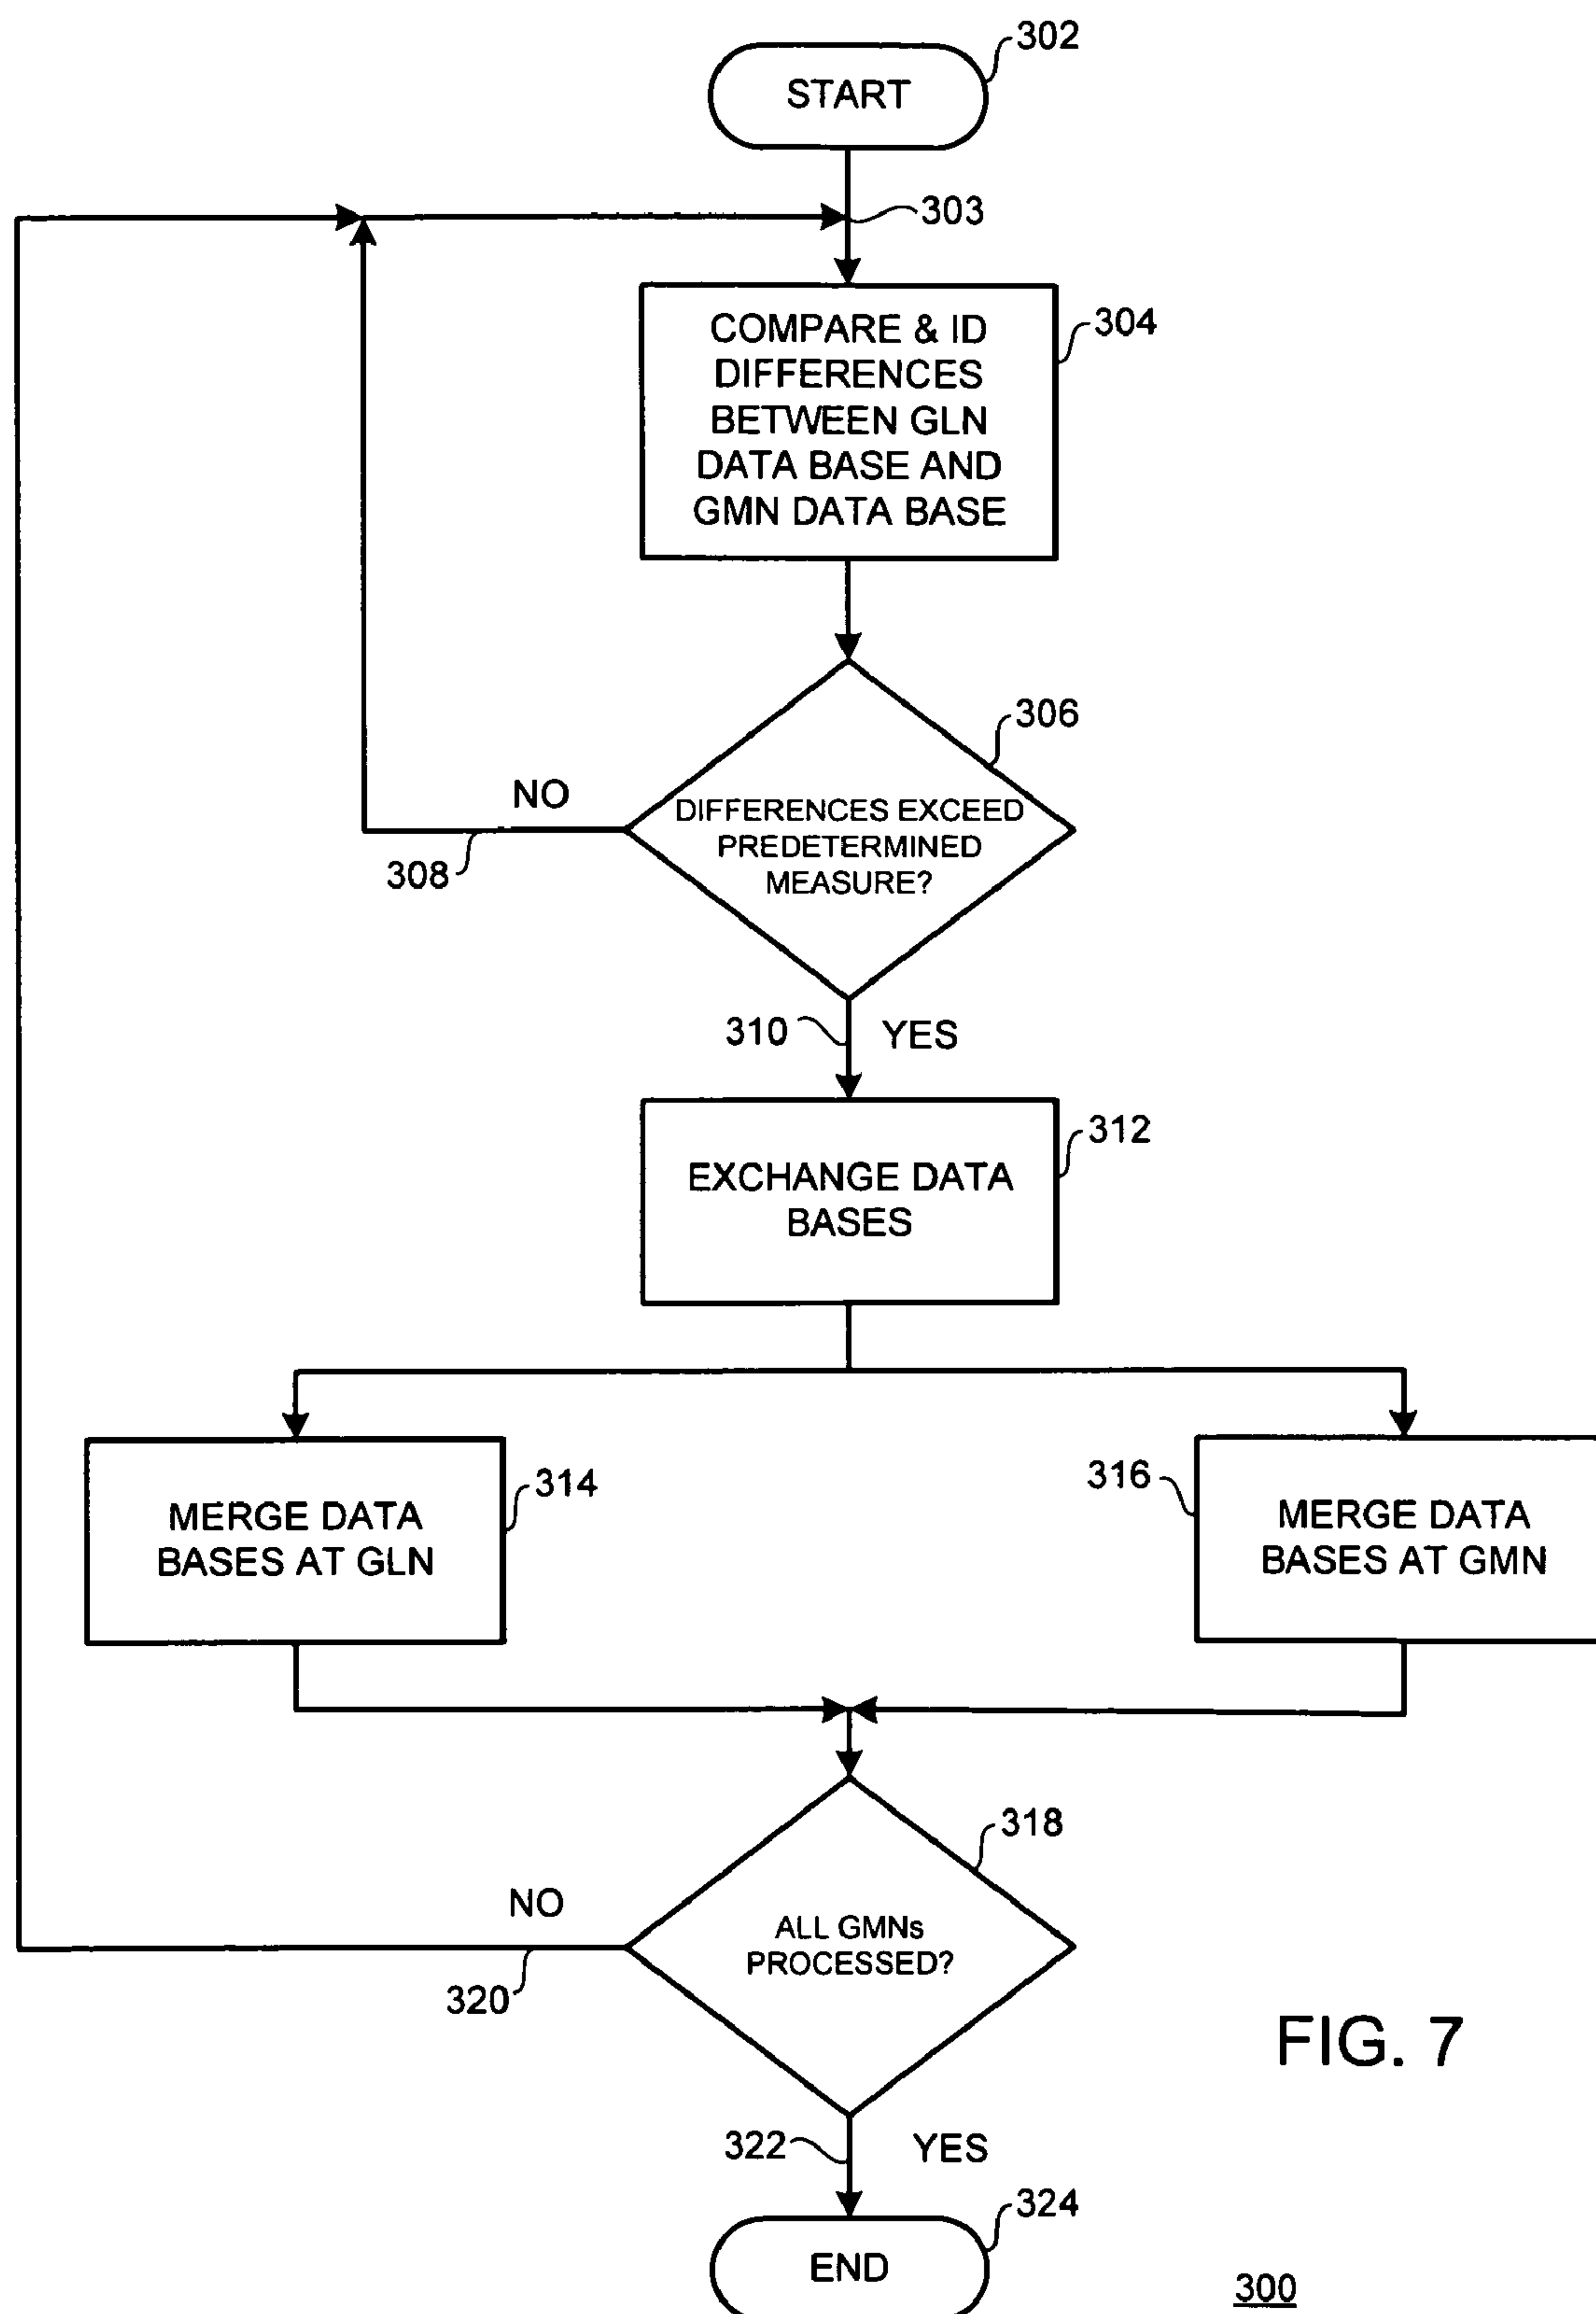 302
START
303
COMPARE & ID
DIFFERENCES
BETWEEN GLN
DATA BASE AND
GMN DATA BASE
304
306
NO
DIFFERENCES EXCEED
PREDETERMINED
MEASURE?
308
310
YES
312
EXCHANGE DATA
BASES
314
MERGE DATA
BASES AT GLN
316
MERGE DATA
BASES AT GMN
318
NO
ALL GMNs
PROCESSED?
320
FIG. 7
322
YES
324
END
300